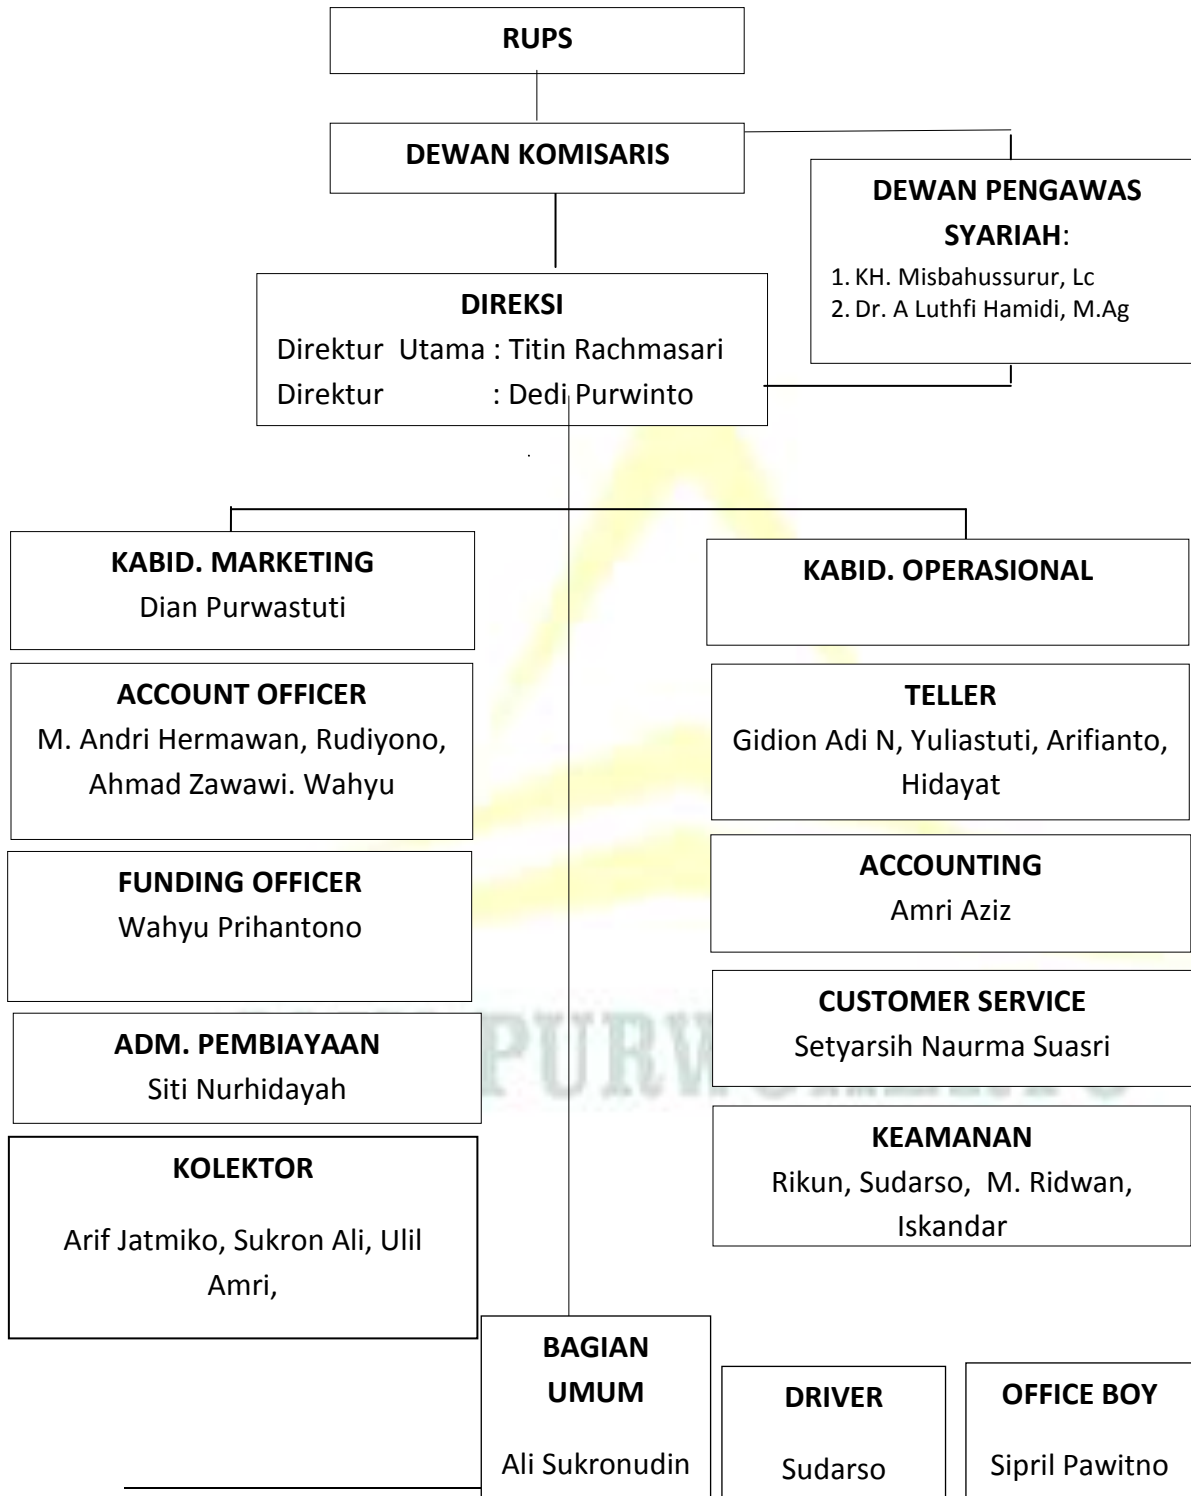 RUPS
DEWAN KOMISARIS
DEWAN PENGAWAS
SYARIAH:
1. KH. Misbahussurur, Lc
2. Dr. A Luthfi Hamidi, M.Ag
DIREKSI
Direktur Utama : Titin Rachmasari
Direktur : Dedi Purwinto
KABID. MARKETING
Dian Purwastuti
ACCOUNT OFFICER
M. Andri Hermawan, Rudiyono,
Ahmad Zawawi. Wahyu
FUNDING OFFICER
Wahyu Prihantono
ADM. PEMBIAYAAN
Siti Nurhidayah
KOLEKTOR
Arif Jatmiko, Sukron Ali, Ulil
Amri,
KABID. OPERASIONAL
TELLER
Gidion Adi N, Yuliastuti, Arifianto,
Hidayat
ACCOUNTING
Amri Aziz
CUSTOMER SERVICE
Setyarsih Naurma Suasri
KEAMANAN
Rikun, Sudarso, M. Ridwan,
Iskandar
BAGIAN
UMUM
Ali Sukronudin
DRIVER
Sudarso
OFFICE BOY
Sipril Pawitno